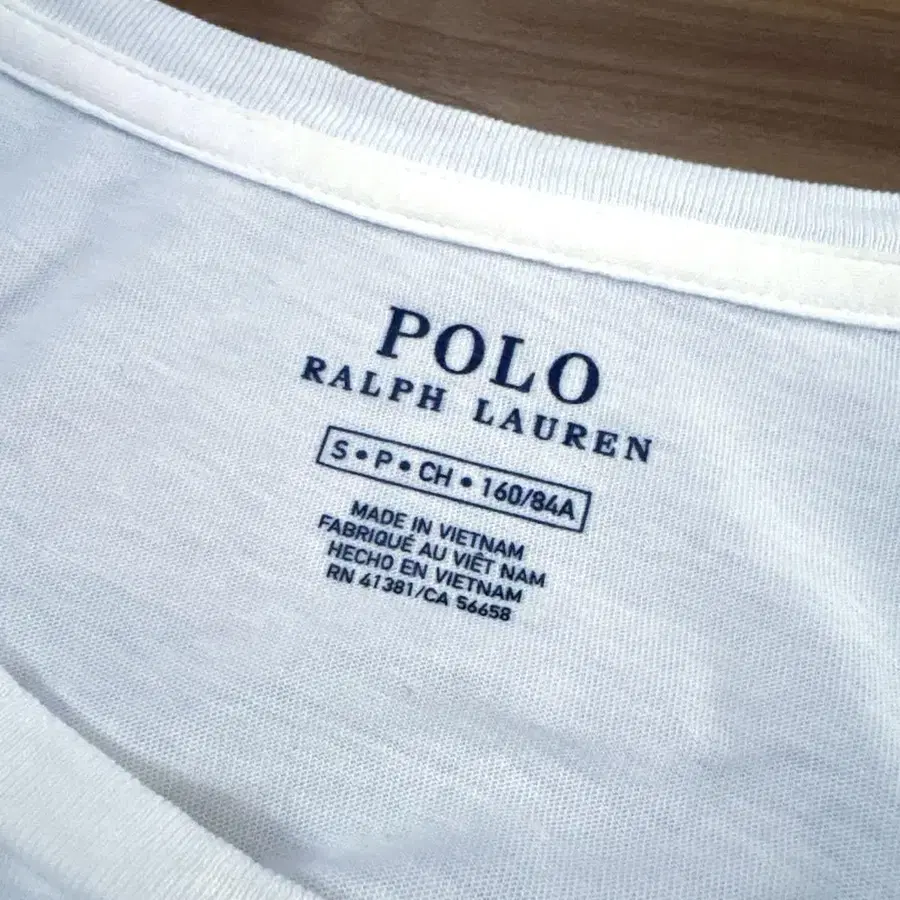 POLO
RALPH LAUREN
S • P • CH • 160/84A
MADE IN VIETNAM
FABRIQUÉ AU VIÊT NAM
HECHO EN VIETNAM
RN 41381/CA 56658